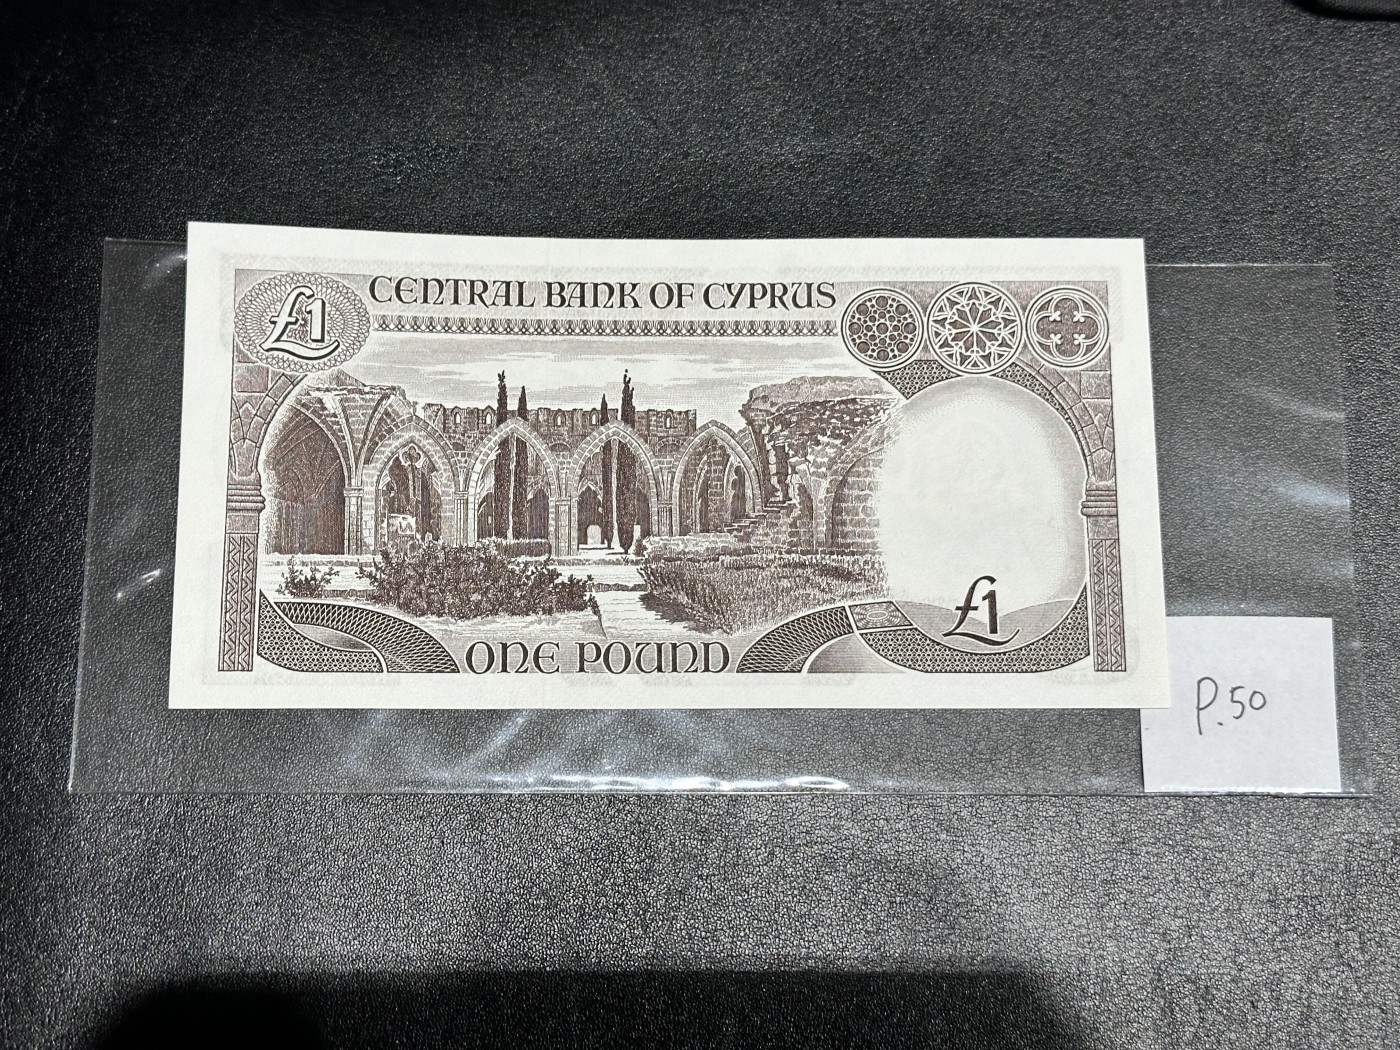 £1
CENTRAL BANK OF CYPRUS
£1
ONE POUND
P.50